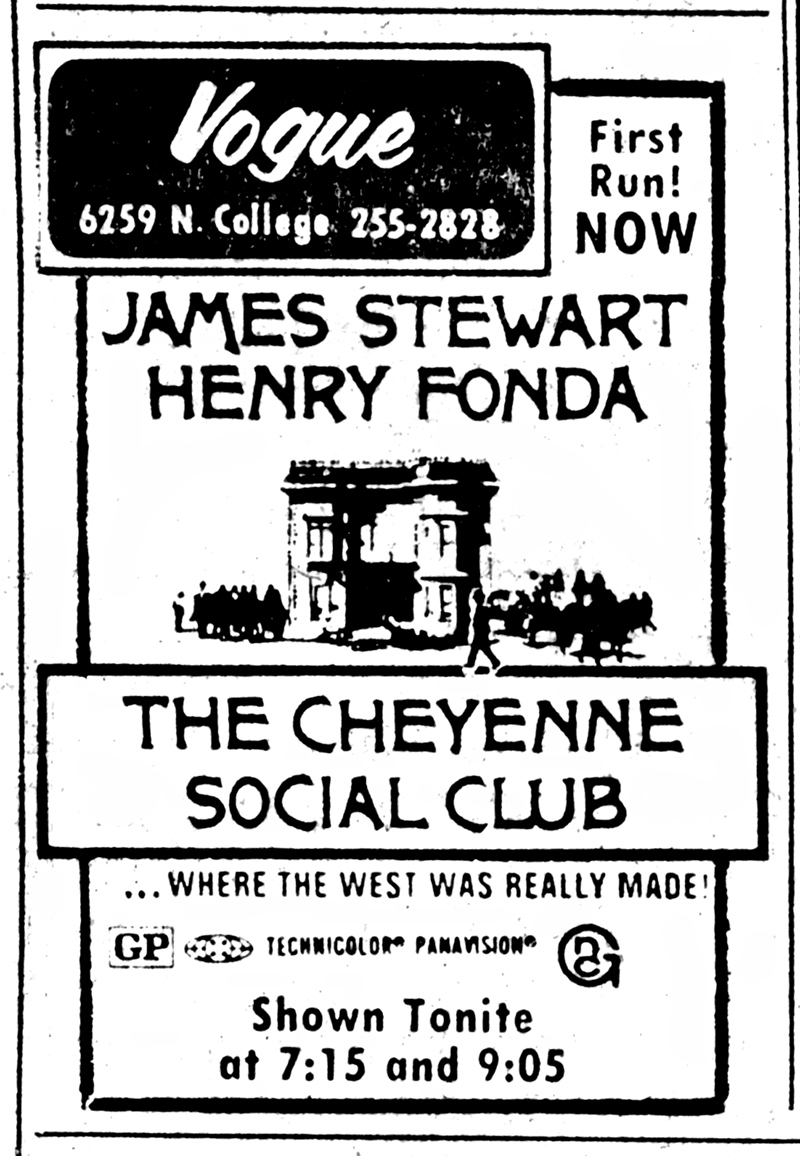 Vogue
6259 N. College 255-2828
First
Run!
NOW
JAMES STEWART
HENRY FONDA
THE CHEYENNE
SOCIAL CLUB
...WHERE THE WEST WAS REALLY MADE!
GP TECHNICOLOR® PANAVISION® NGC
Shown Tonite
at 7:15 and 9:05